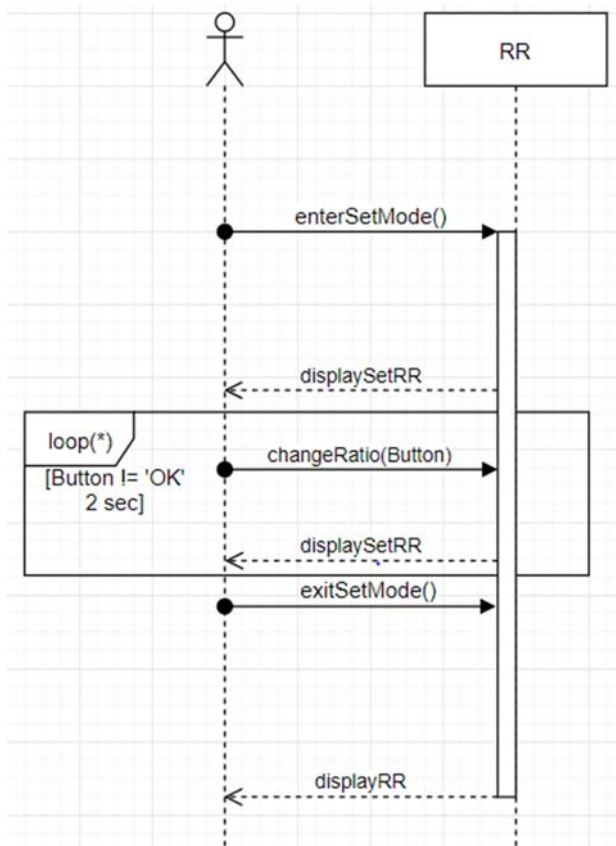 RR
enterSetMode()
displaySetRR
loop(*)
changeRatio(Button)
[Button != 'OK'
2 sec]
displaySetRR
exitSetMode()
displayRR